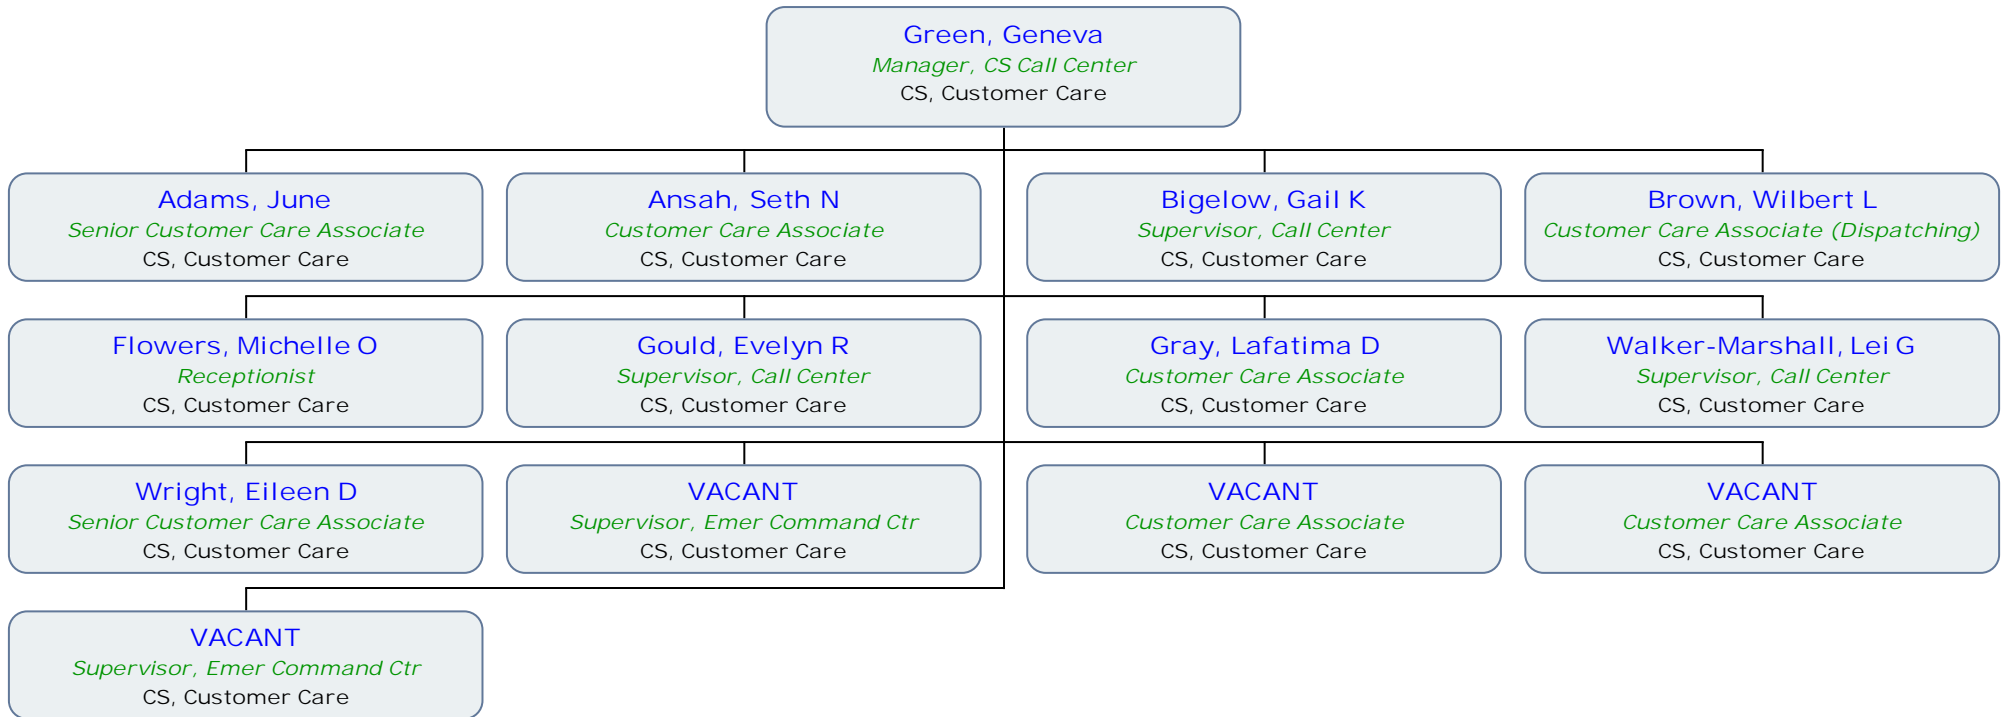 Green, Geneva
Manager, CS Call Center
CS, Customer Care
Adams, June
Senior Customer Care Associate
CS, Customer Care
Ansah, Seth N
Customer Care Associate
CS, Customer Care
Bigelow, Gail K
Supervisor, Call Center
CS, Customer Care
Brown, Wilbert L
Customer Care Associate (Dispatching)
CS, Customer Care
Flowers, Michelle O
Receptionist
CS, Customer Care
Gould, Evelyn R
Supervisor, Call Center
CS, Customer Care
Gray, Lafatima D
Customer Care Associate
CS, Customer Care
Walker-Marshall, Lei G
Supervisor, Call Center
CS, Customer Care
Wright, Eileen D
Senior Customer Care Associate
CS, Customer Care
VACANT
Supervisor, Emer Command Ctr
CS, Customer Care
VACANT
Customer Care Associate
CS, Customer Care
VACANT
Customer Care Associate
CS, Customer Care
VACANT
Supervisor, Emer Command Ctr
CS, Customer Care